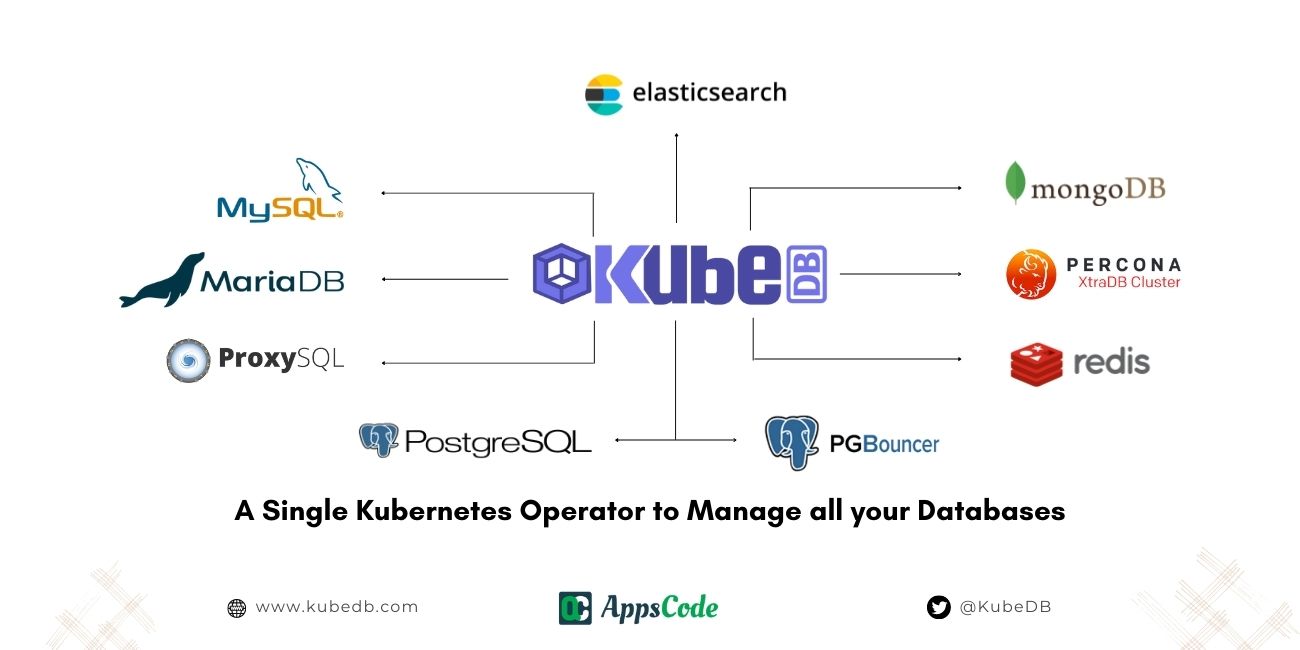 elasticsearch
MySQL®
mongoDB
KubeDB
MariaDB
PERCONA
XtraDB Cluster
ProxySQL
redis
PostgreSQL
PGBouncer
A Single Kubernetes Operator to Manage all your Databases
www.kubedb.com
AppsCode
@KubeDB